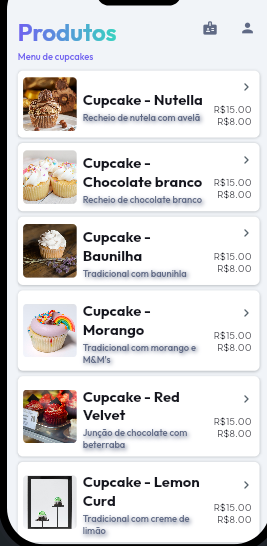 Produtos
Menu de cupcakes
Cupcake - Nutella
Recheio de nutela com avelã
R$15.00
R$8.00
Cupcake -
Chocolate branco
Recheio de chocolate branco
R$15.00
R$8.00
Cupcake -
Baunilha
Tradicional com baunihla
R$15.00
R$8.00
Cupcake -
Morango
Tradicional com morango e
M&M's
R$15.00
R$8.00
Cupcake - Red
Velvet
Junção de chocolate com
beterraba
R$15.00
R$8.00
Cupcake - Lemon
Curd
Tradicional com creme de
limão
R$15.00
R$8.00